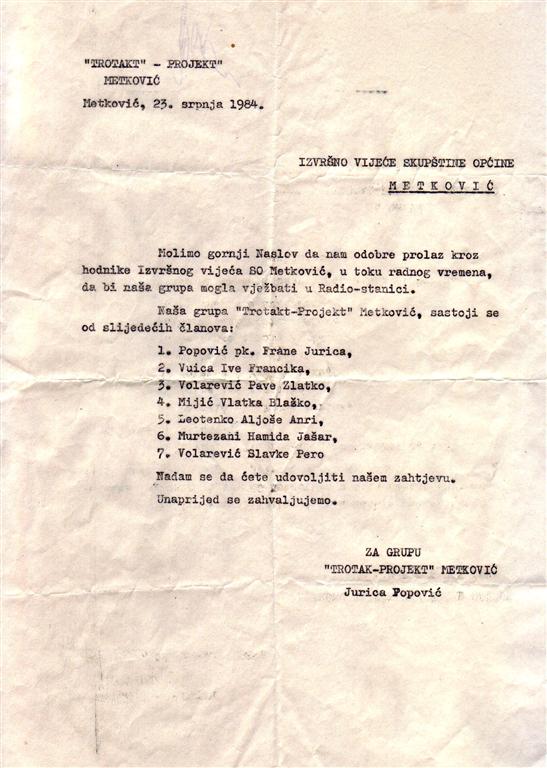 "TROTAKT" - PROJEKT"
METKOVIĆ
Metković, 23. srpnja 1984.
IZVRŠNO VIJEĆE SKUPŠTINE OPĆINE
METKOVIĆ
Molimo gornji Naslov da nam odobre prolaz kroz
hodnike Izvršnog vijeća SO Metković, u toku radnog vremena,
da bi naša grupa mogla vježbati u Radio-stanici.
Naša grupa "Trotakt-Projekt" Metković, sastoji se
od slijedećih članova:
1. Popović pk. Frane Jurica,
2. Vuica Ive Francika,
3. Volarević Pave Zlatko,
4. Mijić Vlatka Blaško,
5. Leotenko Aljoše Anri,
6. Murtezani Hamida Jašar,
7. Volarević Slavke Pero
Nadam se da ćete udovoljiti našem zahtjevu.
Unaprijed se zahvaljujemo.
ZA GRUPU
"TROTAK-PROJEKT" METKOVIĆ
Jurica Popović